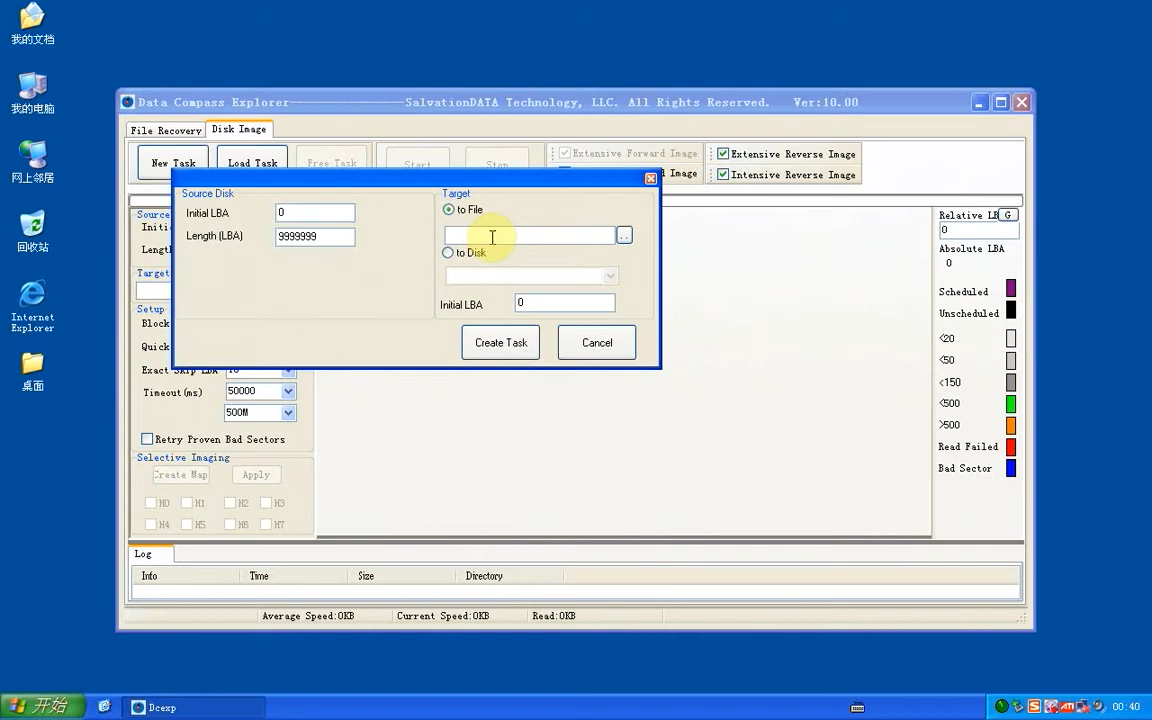 我的文档
我的电脑
网上邻居
回收站
Internet
Explorer
桌面
Data Compass Explorer---------------------SalvationDATA Technology, LLC. All Rights Reserved. Ver:10.00
File Recovery
Disk Image
New Task
Load Task
Free Task
Start
Stop
Extensive Forward Image
Extensive Reverse Image
Image
Intensive Reverse Image
Source Disk
Initial LBA
0
Length (LBA)
9999999
Target
to File
..
to Disk
Initial LBA
0
Create Task
Cancel
Source
Initi
Length
Target
Setup
Block
Quick
Exact Skip LBA
Timeout(ms)
50000
500M
Retry Proven Bad Sectors
Selective Imaging
Create Map
Apply
H0 H1 H2 H3
H4 H5 H6 H7
Relative LB
G
0
Absolute LBA
0
Scheduled
Unscheduled
<20
<50
<150
<500
>500
Read Failed
Bad Sector
Log
Info
Time
Size
Directory
Average Speed:0KB
Current Speed:0KB
Read:0KB
开始
Dcexp
00:40